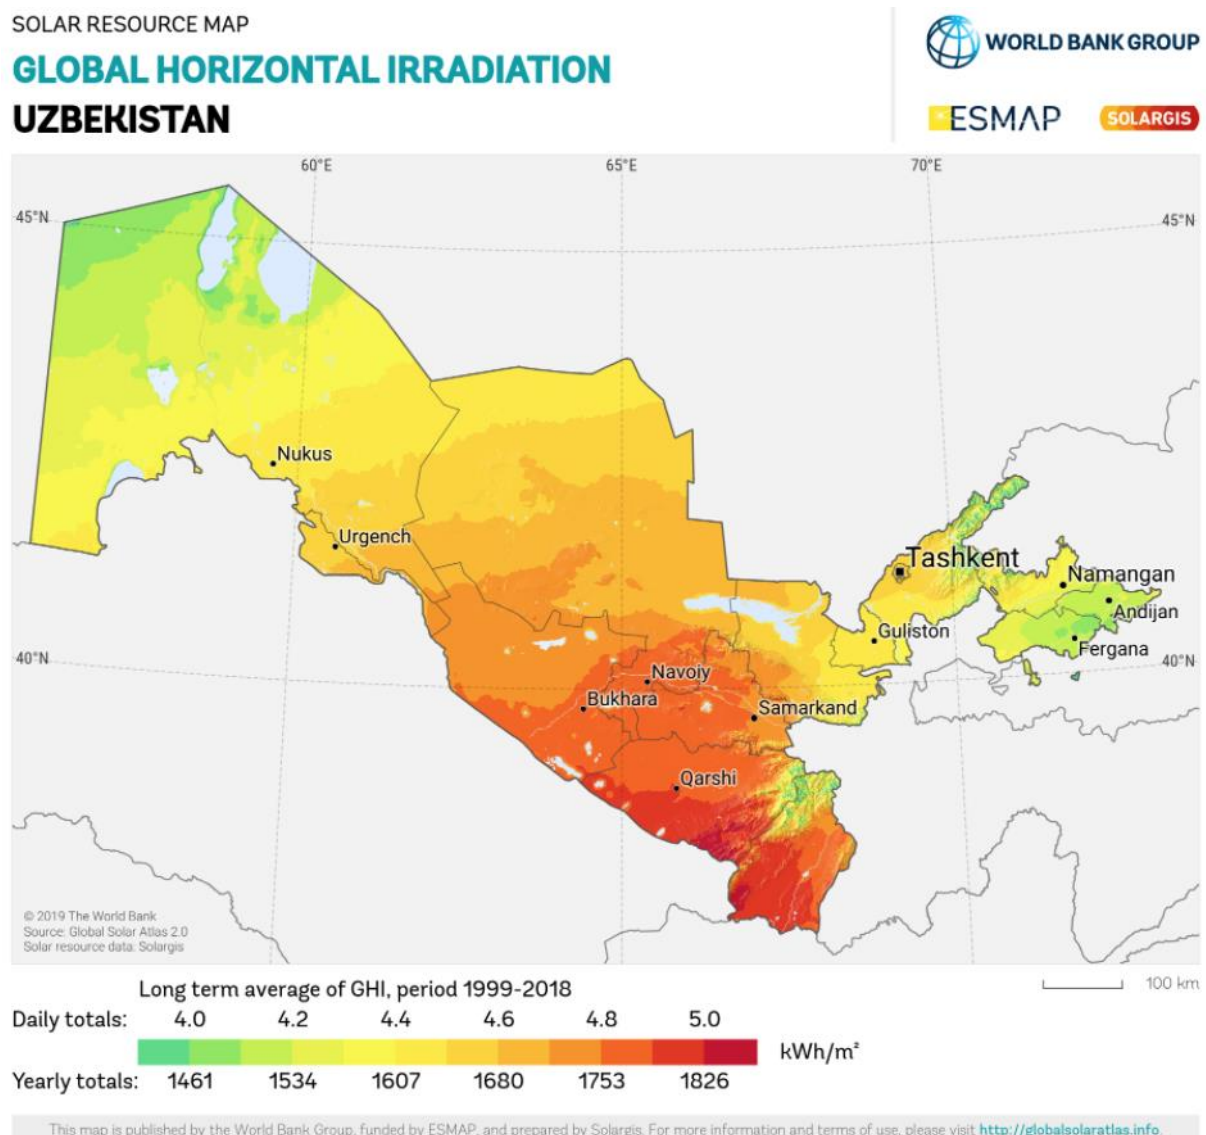 SOLAR RESOURCE MAP
GLOBAL HORIZONTAL IRRADIATION
UZBEKISTAN
WORLD BANK GROUP
ESMAP
SOLARGIS
60°E
65°E
70°E
45°N
45°N
Nukus
Urgench
Tashkent
Namangan
Andijan
Guliston
Fergana
40°N
40°N
Navoiy
Bukhara
Samarkand
Qarshi
© 2019 The World Bank
Source: Global Solar Atlas 2.0
Solar resource data: Solargis
Long term average of GHI, period 1999-2018
100 km
Daily totals: 4.0 4.2 4.4 4.6 4.8 5.0
kWh/m²
Yearly totals: 1461 1534 1607 1680 1753 1826
This map is published by the World Bank Group, funded by ESMAP, and prepared by Solargis. For more information and terms of use, please visit http://globalsolaratlas.info.